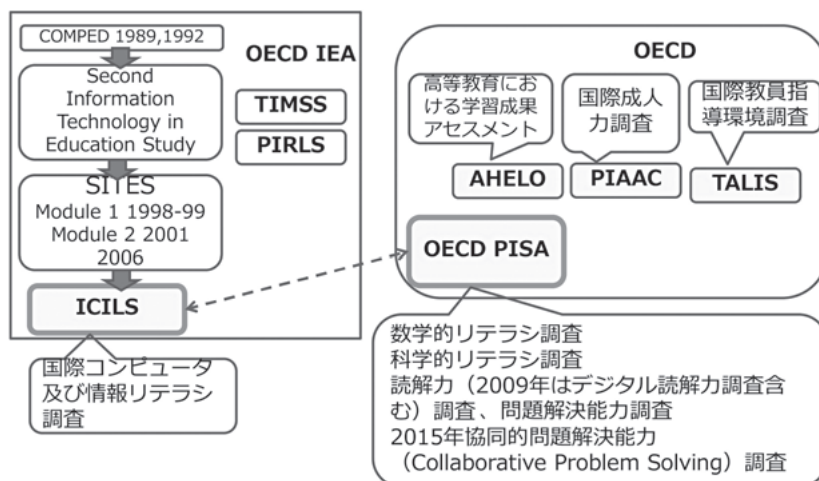 COMPED 1989,1992
OECD IEA
Second
Information
Technology in
Education Study
TIMSS
PIRLS
SITES
Module 1 1998-99
Module 2 2001
2006
ICILS
国際コンピュータ
及び情報リテラシ
調査
OECD
高等教育にお
ける学習成果
アセスメント
国際成人
力調査
国際教員指
導環境調査
AHELO
PIAAC
TALIS
OECD PISA
数学的リテラシ調査
科学的リテラシ調査
読解力（2009年はデジタル読解力調査含
む）調査、問題解決能力調査
2015年協同的問題解決能力
（Collaborative Problem Solving）調査